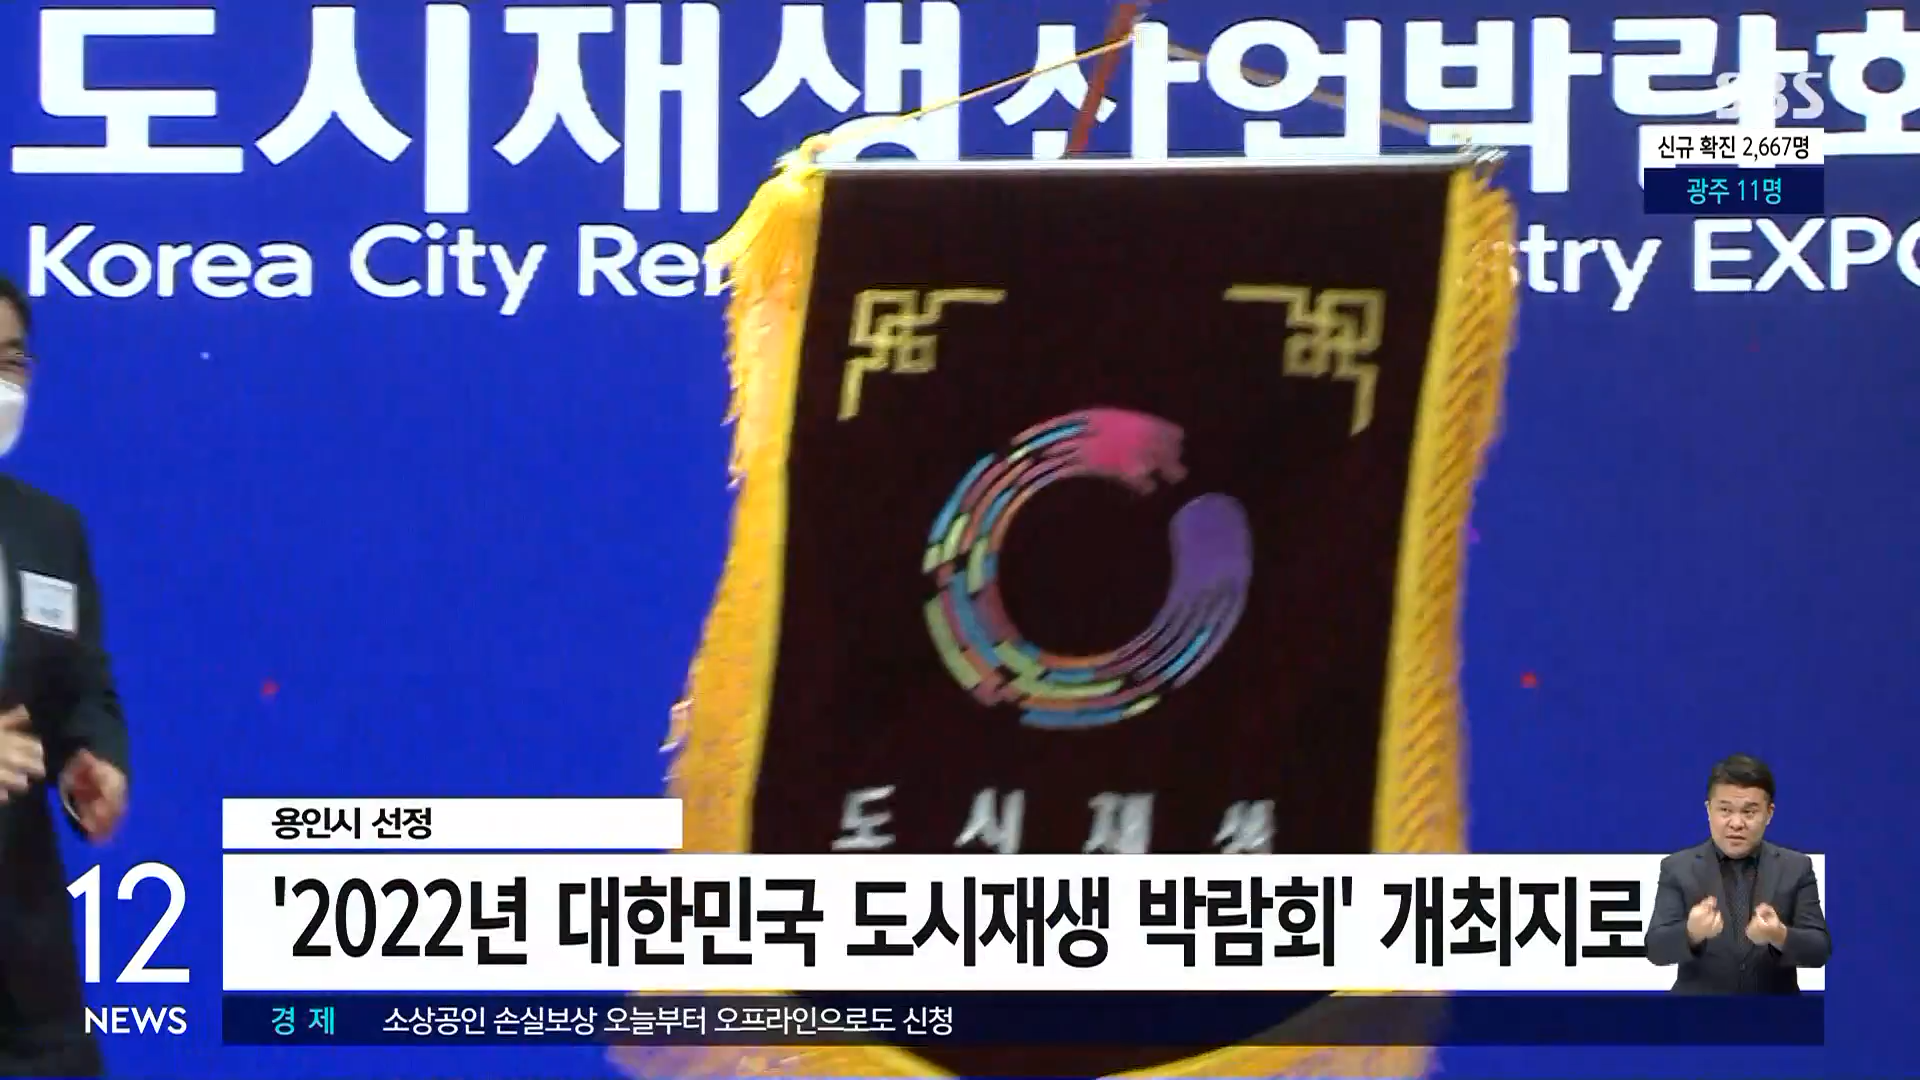 도시재생산업박람회
Korea City Re
stry EXPO
SBS
신규 확진 2,667명
광주 11명
도시재생
용인시 선정
'2022년 대한민국 도시재생 박람회' 개최지로
12
NEWS
경제 소상공인 손실보상 오늘부터 오프라인으로도 신청